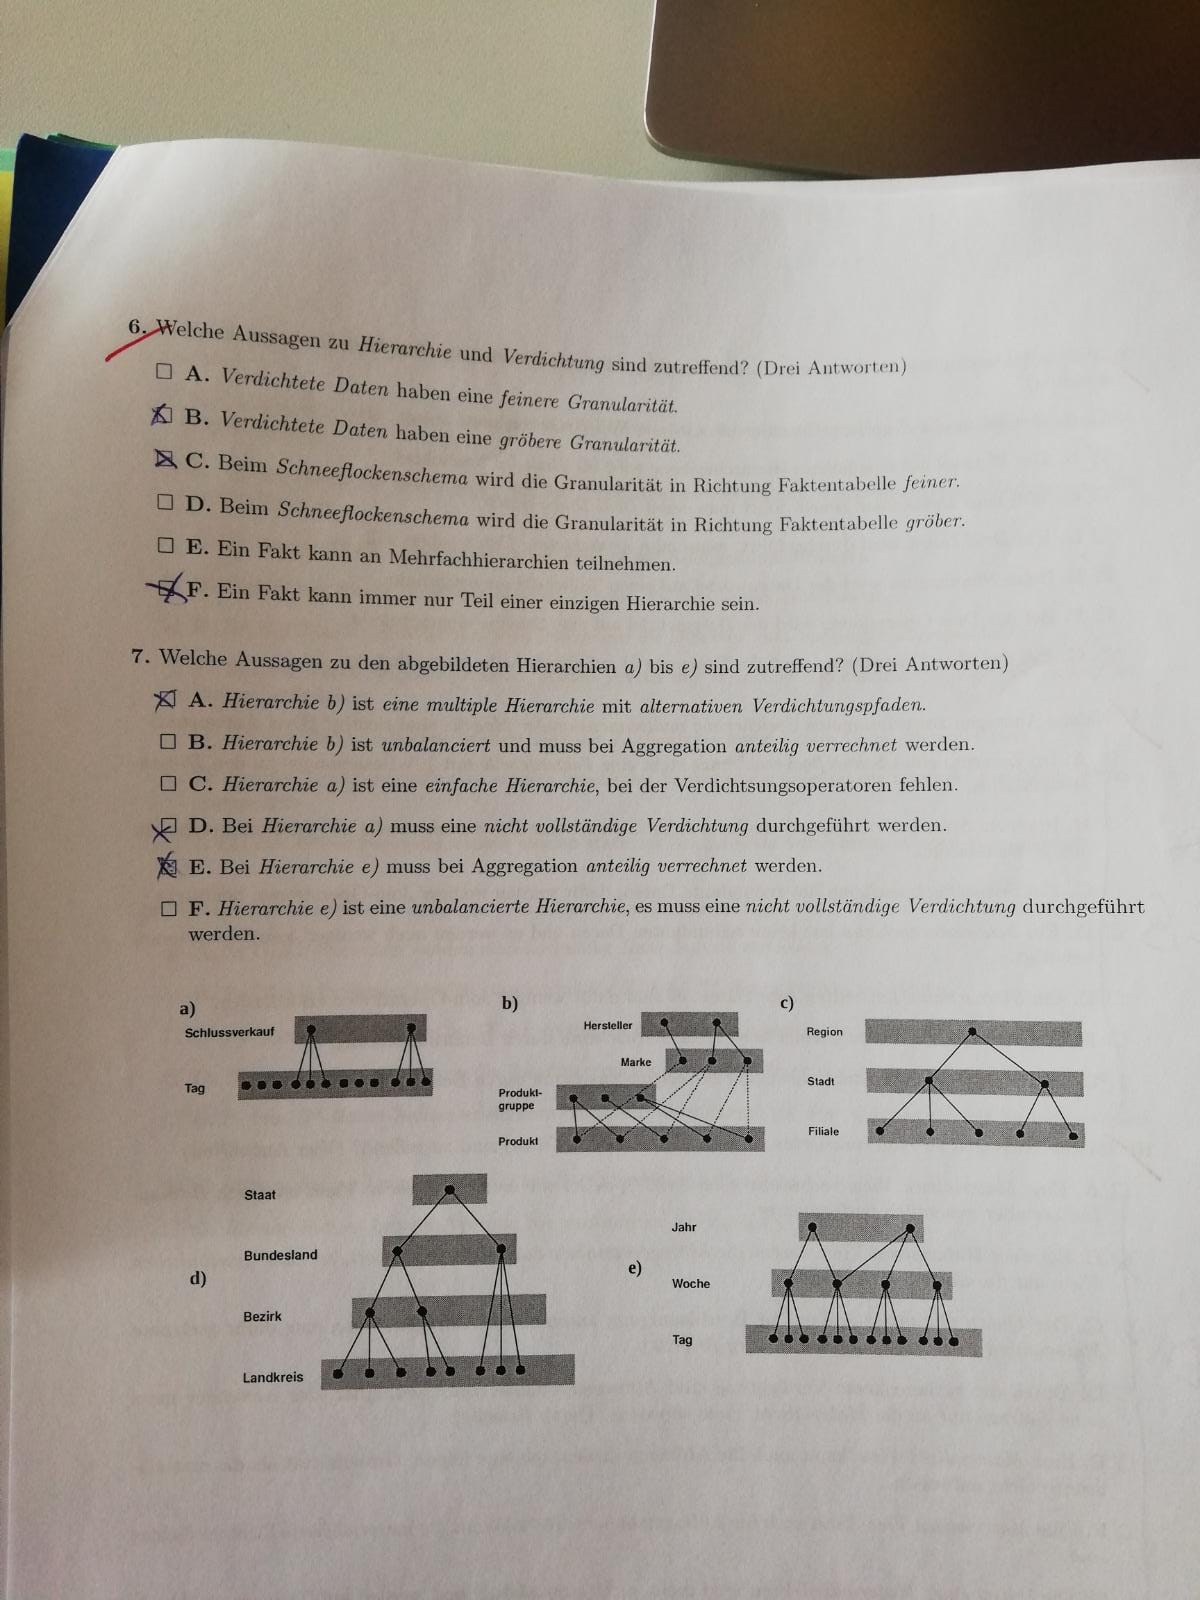 6. Welche Aussagen zu Hierarchie und Verdichtung sind zutreffend? (Drei Antworten)
A. Verdichtete Daten haben eine feinere Granularität.
B. Verdichtete Daten haben eine gröbere Granularität.
C. Beim Schneeflockenschema wird die Granularität in Richtung Faktentabelle feiner.
D. Beim Schneeflockenschema wird die Granularität in Richtung Faktentabelle gröber.
E. Ein Fakt kann an Mehrfachhierarchien teilnehmen.
F. Ein Fakt kann immer nur Teil einer einzigen Hierarchie sein.
7. Welche Aussagen zu den abgebildeten Hierarchien a) bis e) sind zutreffend? (Drei Antworten)
A. Hierarchie b) ist eine multiple Hierarchie mit alternativen Verdichtungspfaden.
B. Hierarchie b) ist unbalanciert und muss bei Aggregation anteilig verrechnet werden.
C. Hierarchie a) ist eine einfache Hierarchie, bei der Verdichtsungsoperatoren fehlen.
D. Bei Hierarchie a) muss eine nicht vollständige Verdichtung durchgeführt werden.
E. Bei Hierarchie e) muss bei Aggregation anteilig verrechnet werden.
F. Hierarchie e) ist eine unbalancierte Hierarchie, es muss eine nicht vollständige Verdichtung durchgeführt
werden.
a)
Schlussverkauf
Tag
b)
Hersteller
Marke
Produkt-
gruppe
Produkt
c)
Region
Stadt
Filiale
d)
Staat
Bundesland
Bezirk
Landkreis
e)
Jahr
Woche
Tag